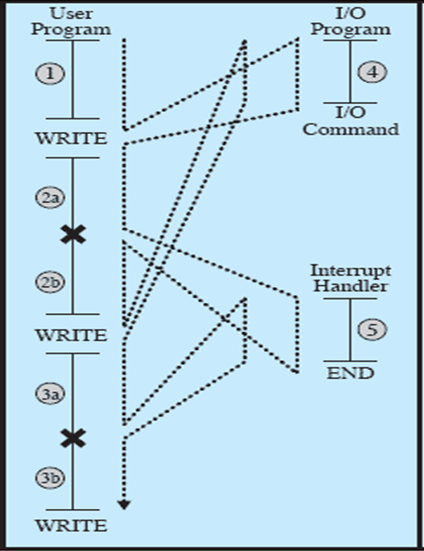 User
Program
1
WRITE
2a
2b
WRITE
3a
3b
WRITE
I/O
Program
4
I/O
Command
Interrupt
Handler
5
END